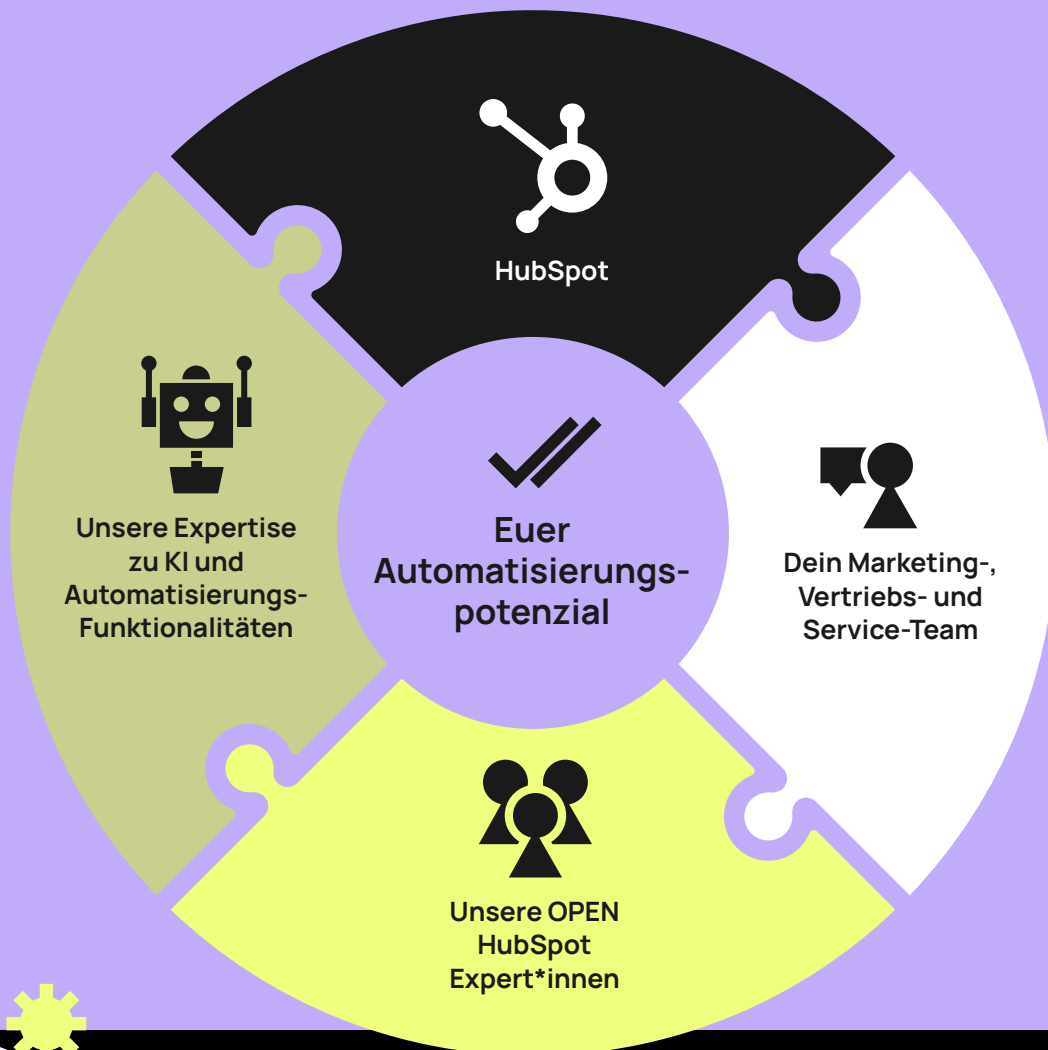 HubSpot
Unsere Expertise
zu KI und
Automatisierungs-
Funktionalitäten
Euer
Automatisierungs-
potenzial
Dein Marketing-,
Vertriebs- und
Service-Team
Unsere OPEN
HubSpot
Expert*innen